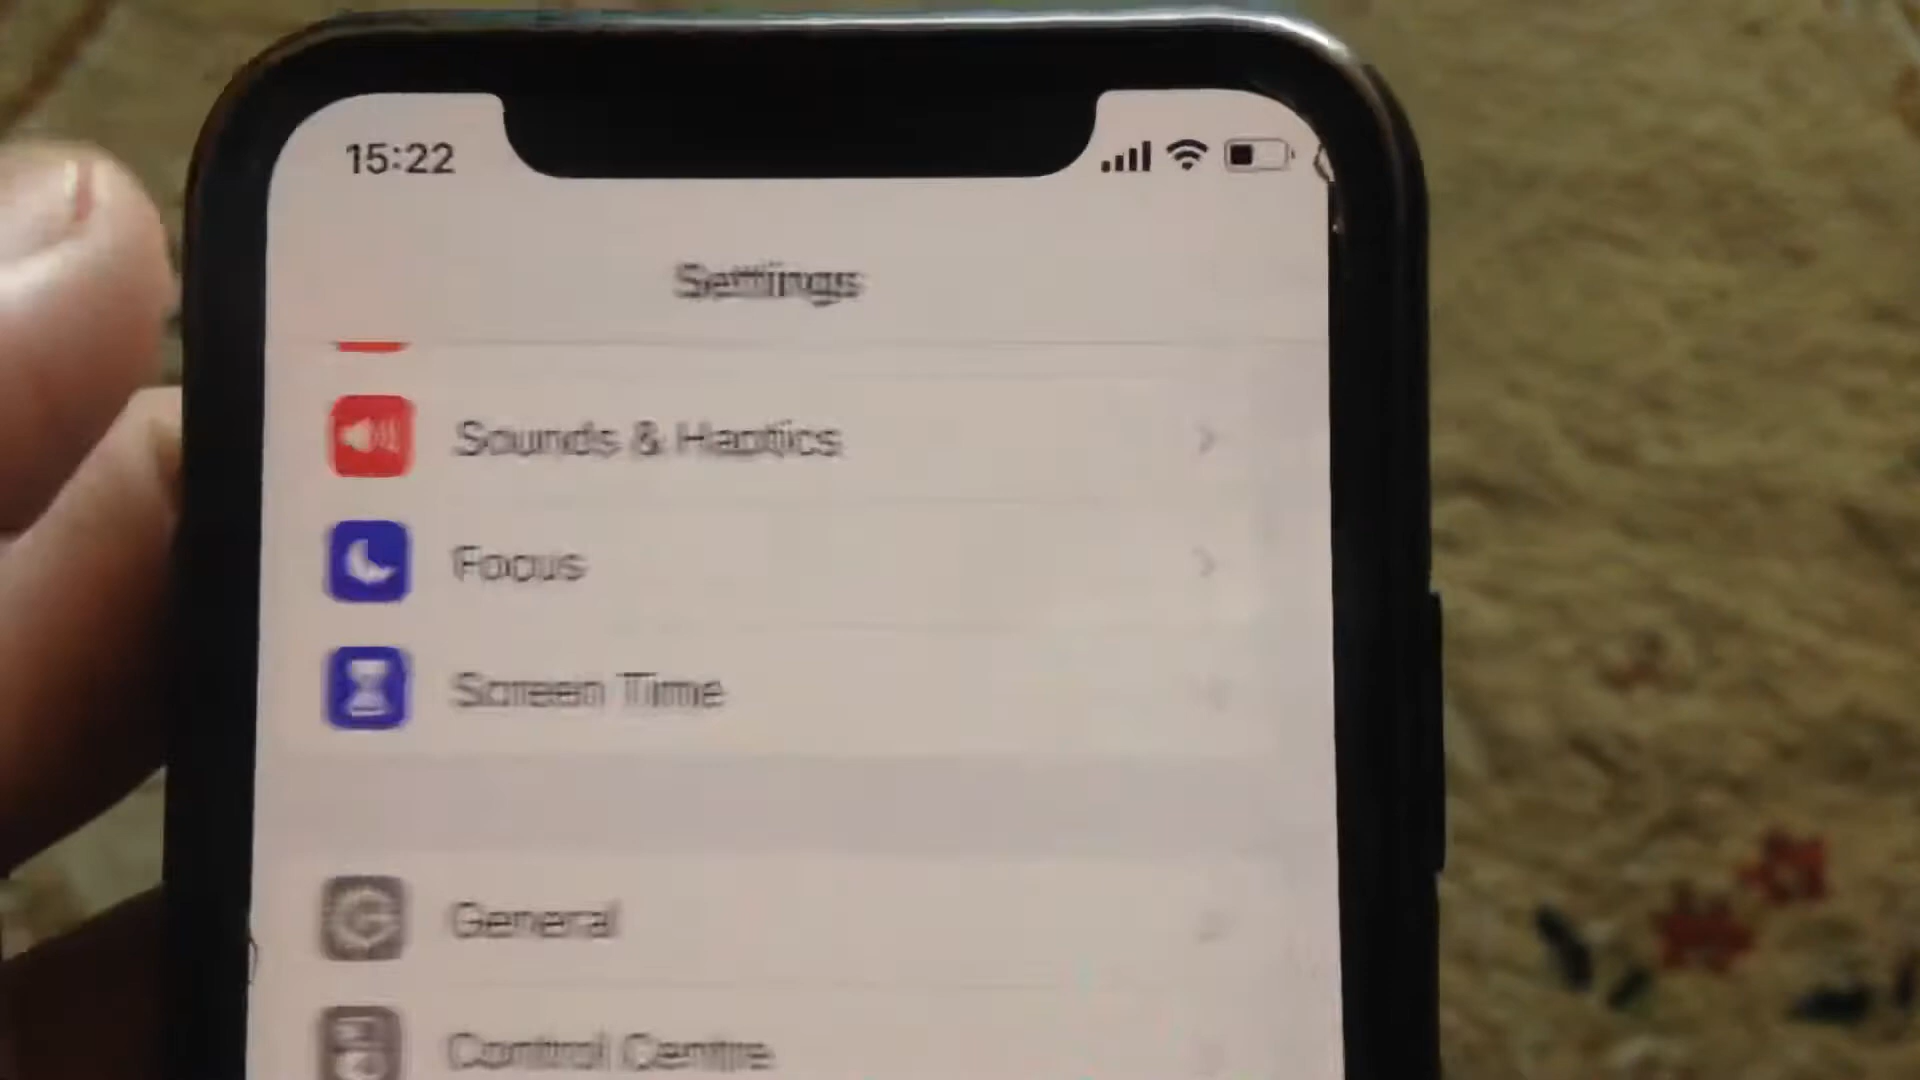 15:22
Settings
Sounds & Haptics
Focus
Screen Time
General
Control Centre